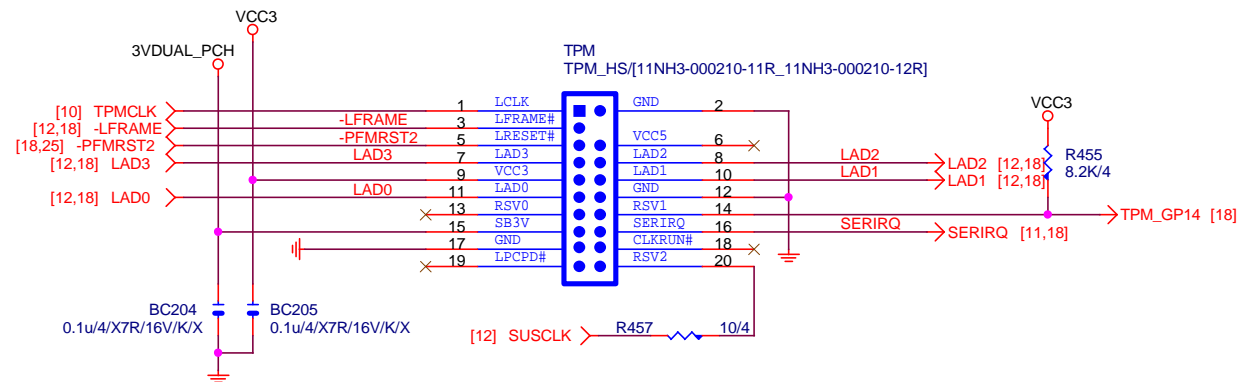 VCC3
3VDUAL_PCH
TPM
TPM_HS/[11NH3-000210-11R_11NH3-000210-12R]
VCC3
[10] TPMCLK 1 LCLK GND 2
[12,18] -LFRAME -LFRAME 3 LFRAME#
[18,25] -PFMRST2 -PFMRST2 5 LRESET# VCC5 6
[12,18] LAD3 LAD3 7 LAD3 LAD2 8 LAD2 LAD2 [12,18]
9 VCC3 LAD1 10 LAD1 LAD1 [12,18]
R455
8.2K/4
[12,18] LAD0 LAD0 11 LAD0 GND 12
13 RSV0 RSV1 14 TPM_GP14 [18]
15 SB3V SERIRQ 16 SERIRQ SERIRQ [11,18]
17 GND CLKRUN# 18
19 LPCPD# RSV2 20
BC204
0.1u/4/X7R/16V/K/X
BC205
0.1u/4/X7R/16V/K/X
[12] SUSCLK R457 10/4